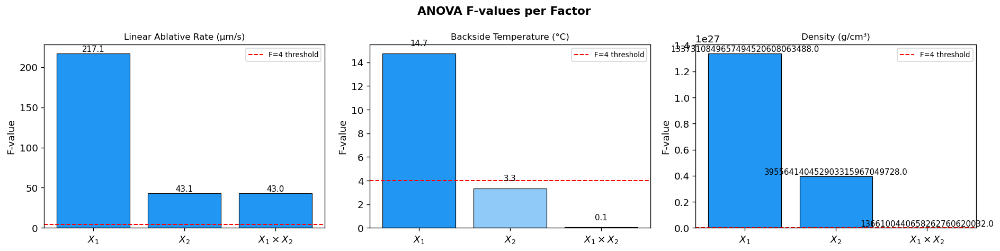 ANOVA F-values per Factor
Linear Ablative Rate (μm/s)
F-value
0
50
100
150
200
217.1
43.1
43.0
F=4 threshold
X₁
X₂
X₁ × X₂
Backside Temperature (°C)
F-value
0
2
4
6
8
10
12
14
14.7
3.3
0.1
F=4 threshold
X₁
X₂
X₁ × X₂
Density (g/cm³)
1e27
F-value
0.0
0.2
0.4
0.6
0.8
1.0
1.2
1.4
1337310849657494520608063488.0
395564140452903315967049728.0
1366100440658262760620032.0
F=4 threshold
X₁
X₂
X₁ × X₂